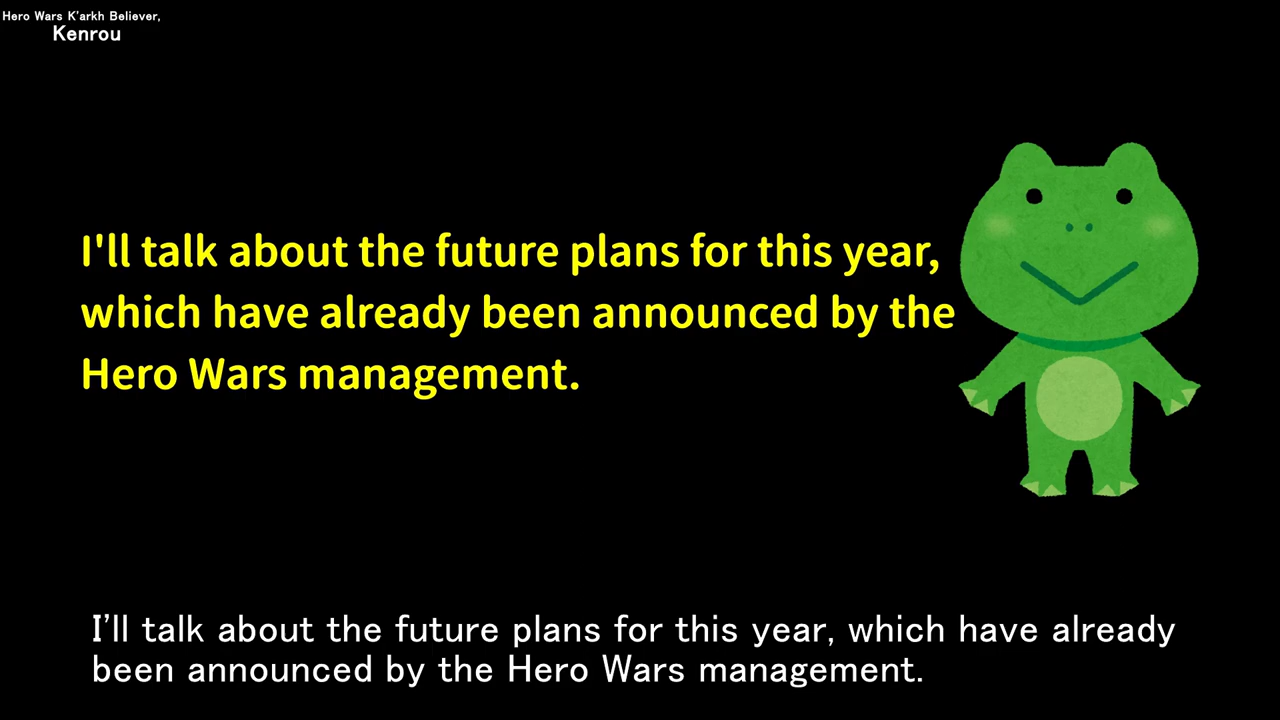 Hero Wars K'arkh Believer,
Kenrou
I'll talk about the future plans for this year,
which have already been announced by the
Hero Wars management.
I'll talk about the future plans for this year, which have already
been announced by the Hero Wars management.